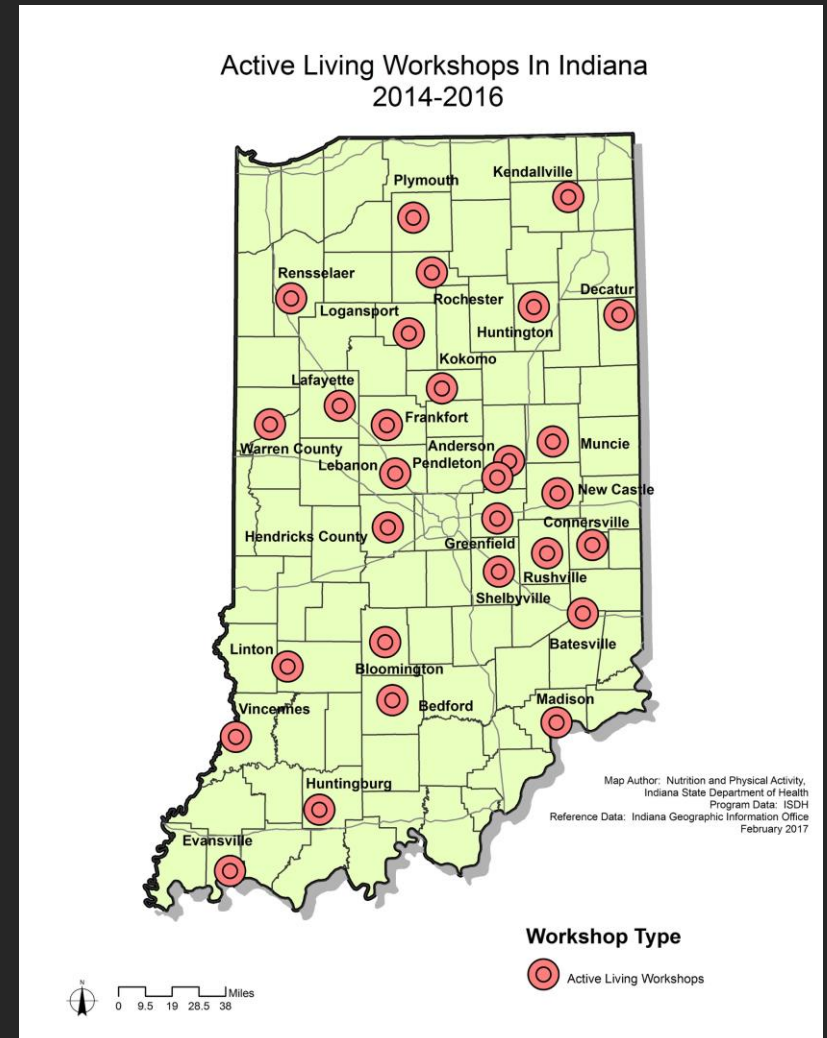 Active Living Workshops In Indiana
2014-2016
Kendallville
Plymouth
Rensselaer
Rochester
Decatur
Logansport
Huntington
Kokomo
Lafayette
Frankfort
Warren County
Anderson
Muncie
Lebanon
Pendleton
New Castle
Connersville
Hendricks County
Greenfield
Rushville
Shelbyville
Batesville
Linton
Bloomington
Madison
Bedford
Vincennes
Huntingburg
Evansville
Map Author: Nutrition and Physical Activity,
Indiana State Department of Health
Program Data: ISDH
Reference Data: Indiana Geographic Information Office
February 2017
Workshop Type
Active Living Workshops
N
Miles
0 9.5 19 28.5 38